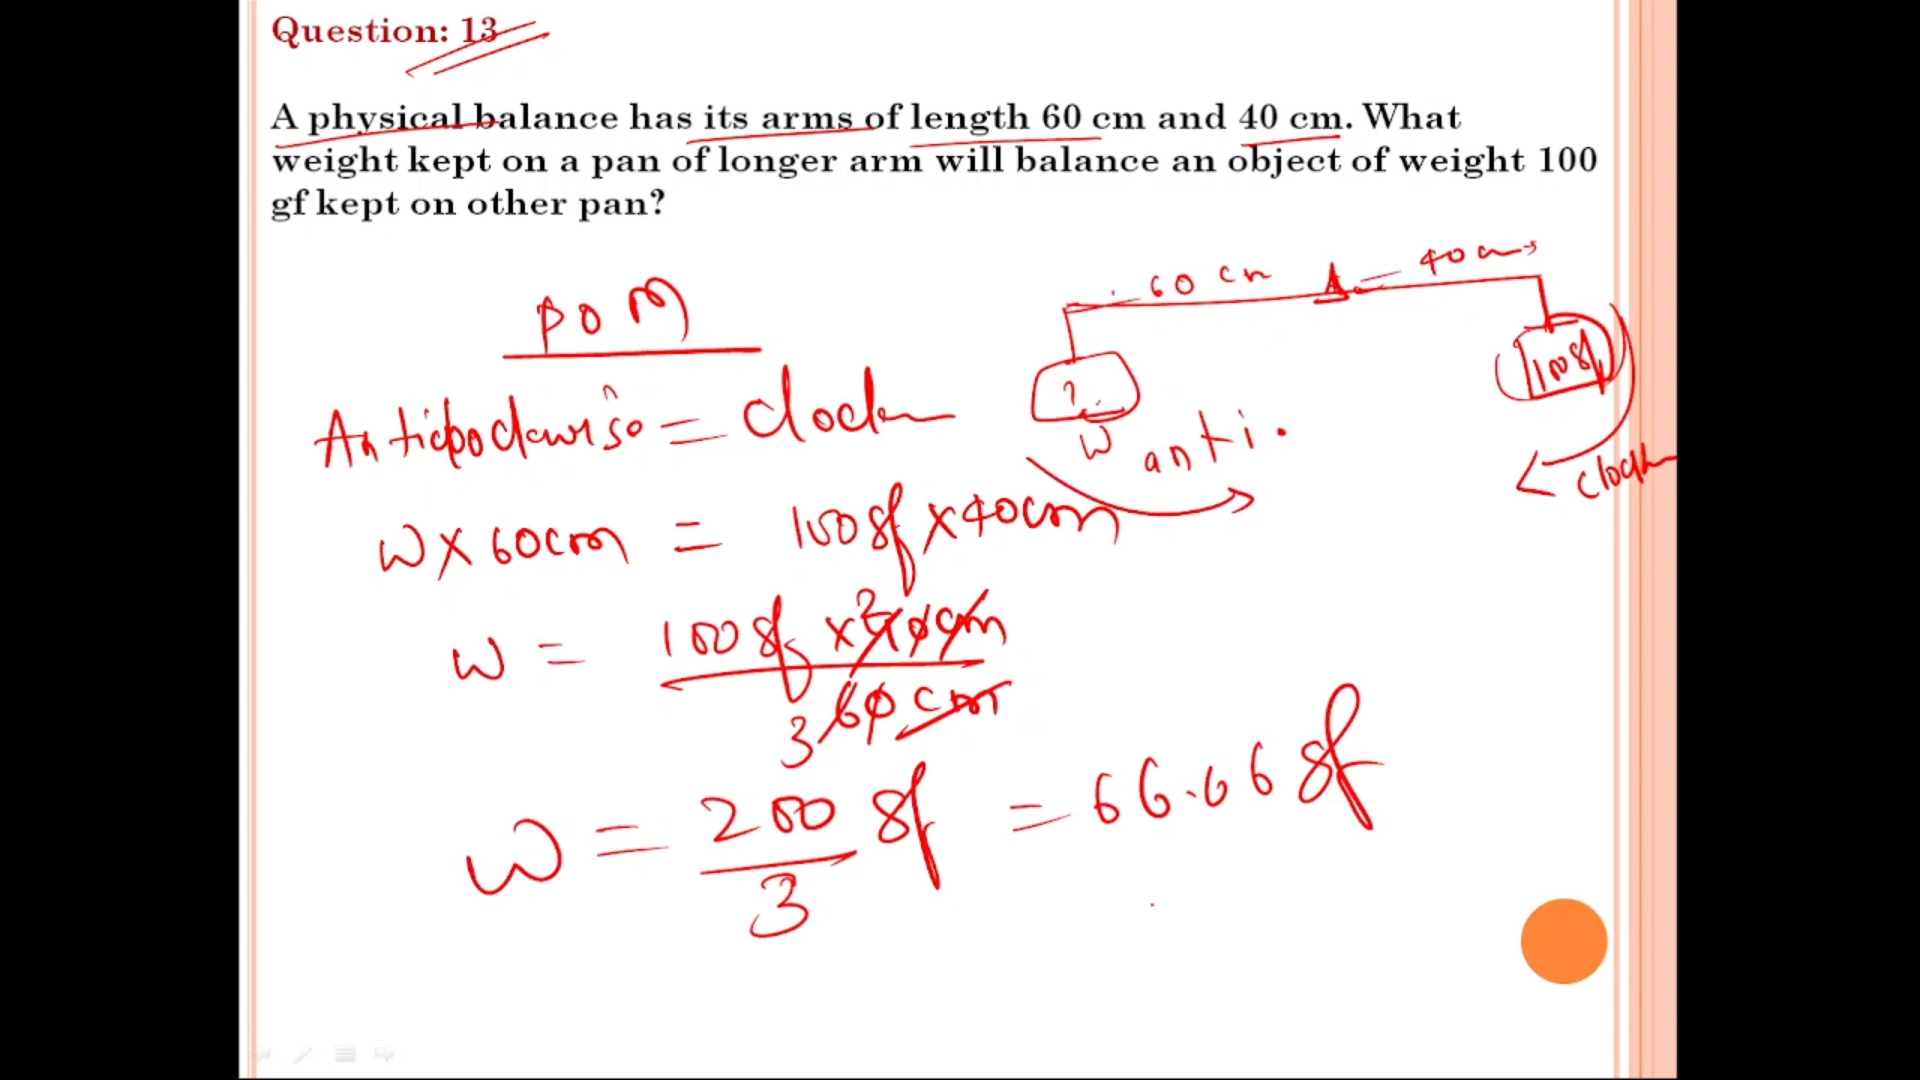 Question: 13
A physical balance has its arms of length 60 cm and 40 cm. What
weight kept on a pan of longer arm will balance an object of weight 100
gf kept on other pan?
60 cm
40 cm
POM
100gf
?
W
anti.
Anticlockwise = clock
W × 60cm = 100gf × 40cm
W = 100gf × 40cm
2
60cm
3
W = 200 gf = 66.66 gf
3